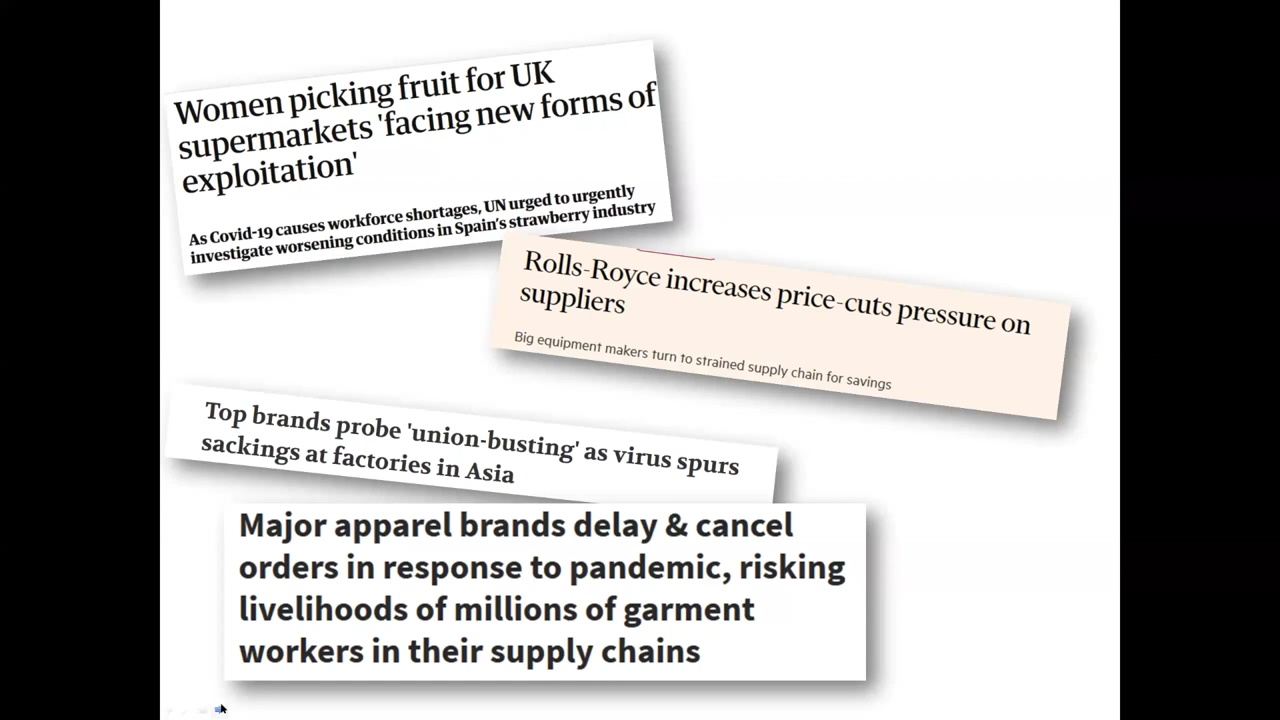 Women picking fruit for UK
supermarkets 'facing new forms of
exploitation'
As Covid-19 causes workforce shortages, UN urged to urgently
investigate worsening conditions in Spain's strawberry industry
Rolls-Royce increases price-cuts pressure on
suppliers
Big equipment makers turn to strained supply chain for savings
Top brands probe 'union-busting' as virus spurs
sackings at factories in Asia
Major apparel brands delay & cancel
orders in response to pandemic, risking
livelihoods of millions of garment
workers in their supply chains